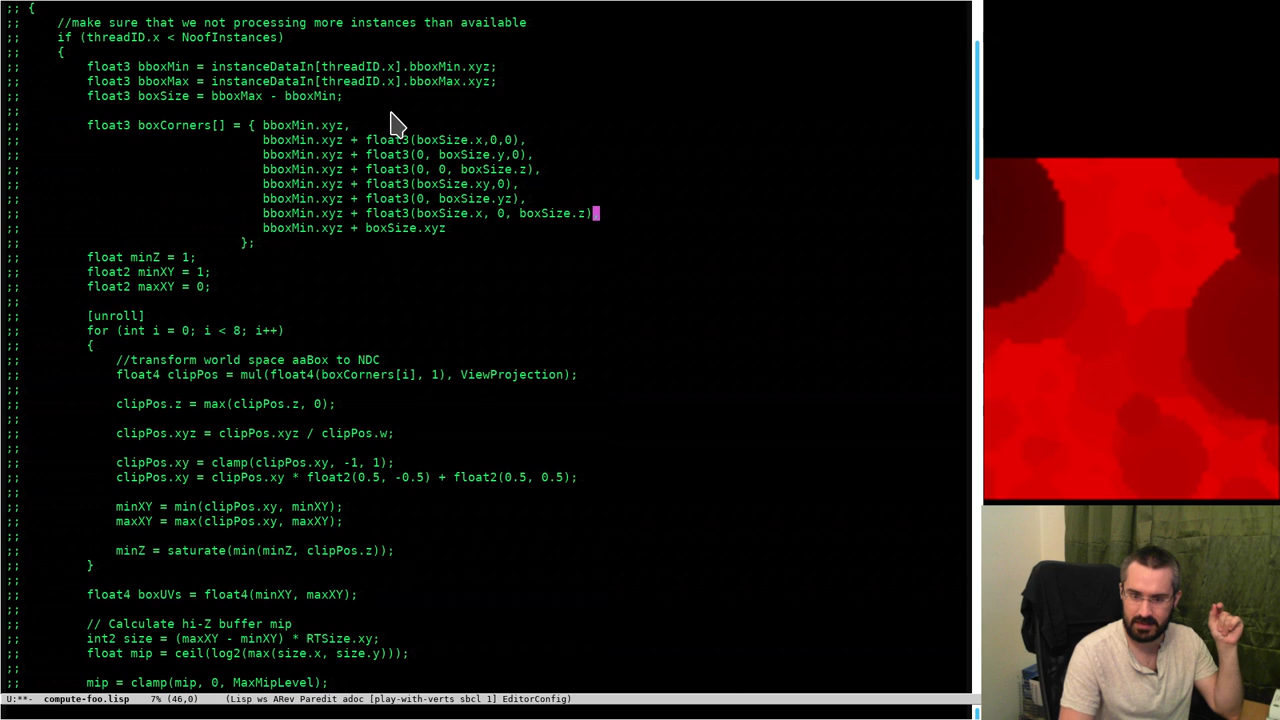 ;; {
;;     //make sure that we not processing more instances than available
;;     if (threadID.x < NoofInstances)
;;     {
;;         float3 bboxMin = instanceDataIn[threadID.x].bboxMin.xyz;
;;         float3 bboxMax = instanceDataIn[threadID.x].bboxMax.xyz;
;;         float3 boxSize = bboxMax - bboxMin;
;;
;;         float3 boxCorners[] = { bboxMin.xyz,
;;                                 bboxMin.xyz + float3(boxSize.x,0,0),
;;                                 bboxMin.xyz + float3(0, boxSize.y,0),
;;                                 bboxMin.xyz + float3(0, 0, boxSize.z),
;;                                 bboxMin.xyz + float3(boxSize.xy,0),
;;                                 bboxMin.xyz + float3(0, boxSize.yz),
;;                                 bboxMin.xyz + float3(boxSize.x, 0, boxSize.z),
;;                                 bboxMin.xyz + boxSize.xyz
;;                              };
;;         float minZ = 1;
;;         float2 minXY = 1;
;;         float2 maxXY = 0;
;;
;;         [unroll]
;;         for (int i = 0; i < 8; i++)
;;         {
;;             //transform world space aaBox to NDC
;;             float4 clipPos = mul(float4(boxCorners[i], 1), ViewProjection);
;;
;;             clipPos.z = max(clipPos.z, 0);
;;
;;             clipPos.xyz = clipPos.xyz / clipPos.w;
;;
;;             clipPos.xy = clamp(clipPos.xy, -1, 1);
;;             clipPos.xy = clipPos.xy * float2(0.5, -0.5) + float2(0.5, 0.5);
;;
;;             minXY = min(clipPos.xy, minXY);
;;             maxXY = max(clipPos.xy, maxXY);
;;
;;             minZ = saturate(min(minZ, clipPos.z));
;;         }
;;
;;         float4 boxUVs = float4(minXY, maxXY);
;;
;;         // Calculate hi-Z buffer mip
;;         int2 size = (maxXY - minXY) * RTSize.xy;
;;         float mip = ceil(log2(max(size.x, size.y)));
;;
;;         mip = clamp(mip, 0, MaxMipLevel);
U:**-  compute-foo.lisp   7% (46,0)   (Lisp ws ARev Paredit adoc [play-with-verts sbcl 1] EditorConfig)